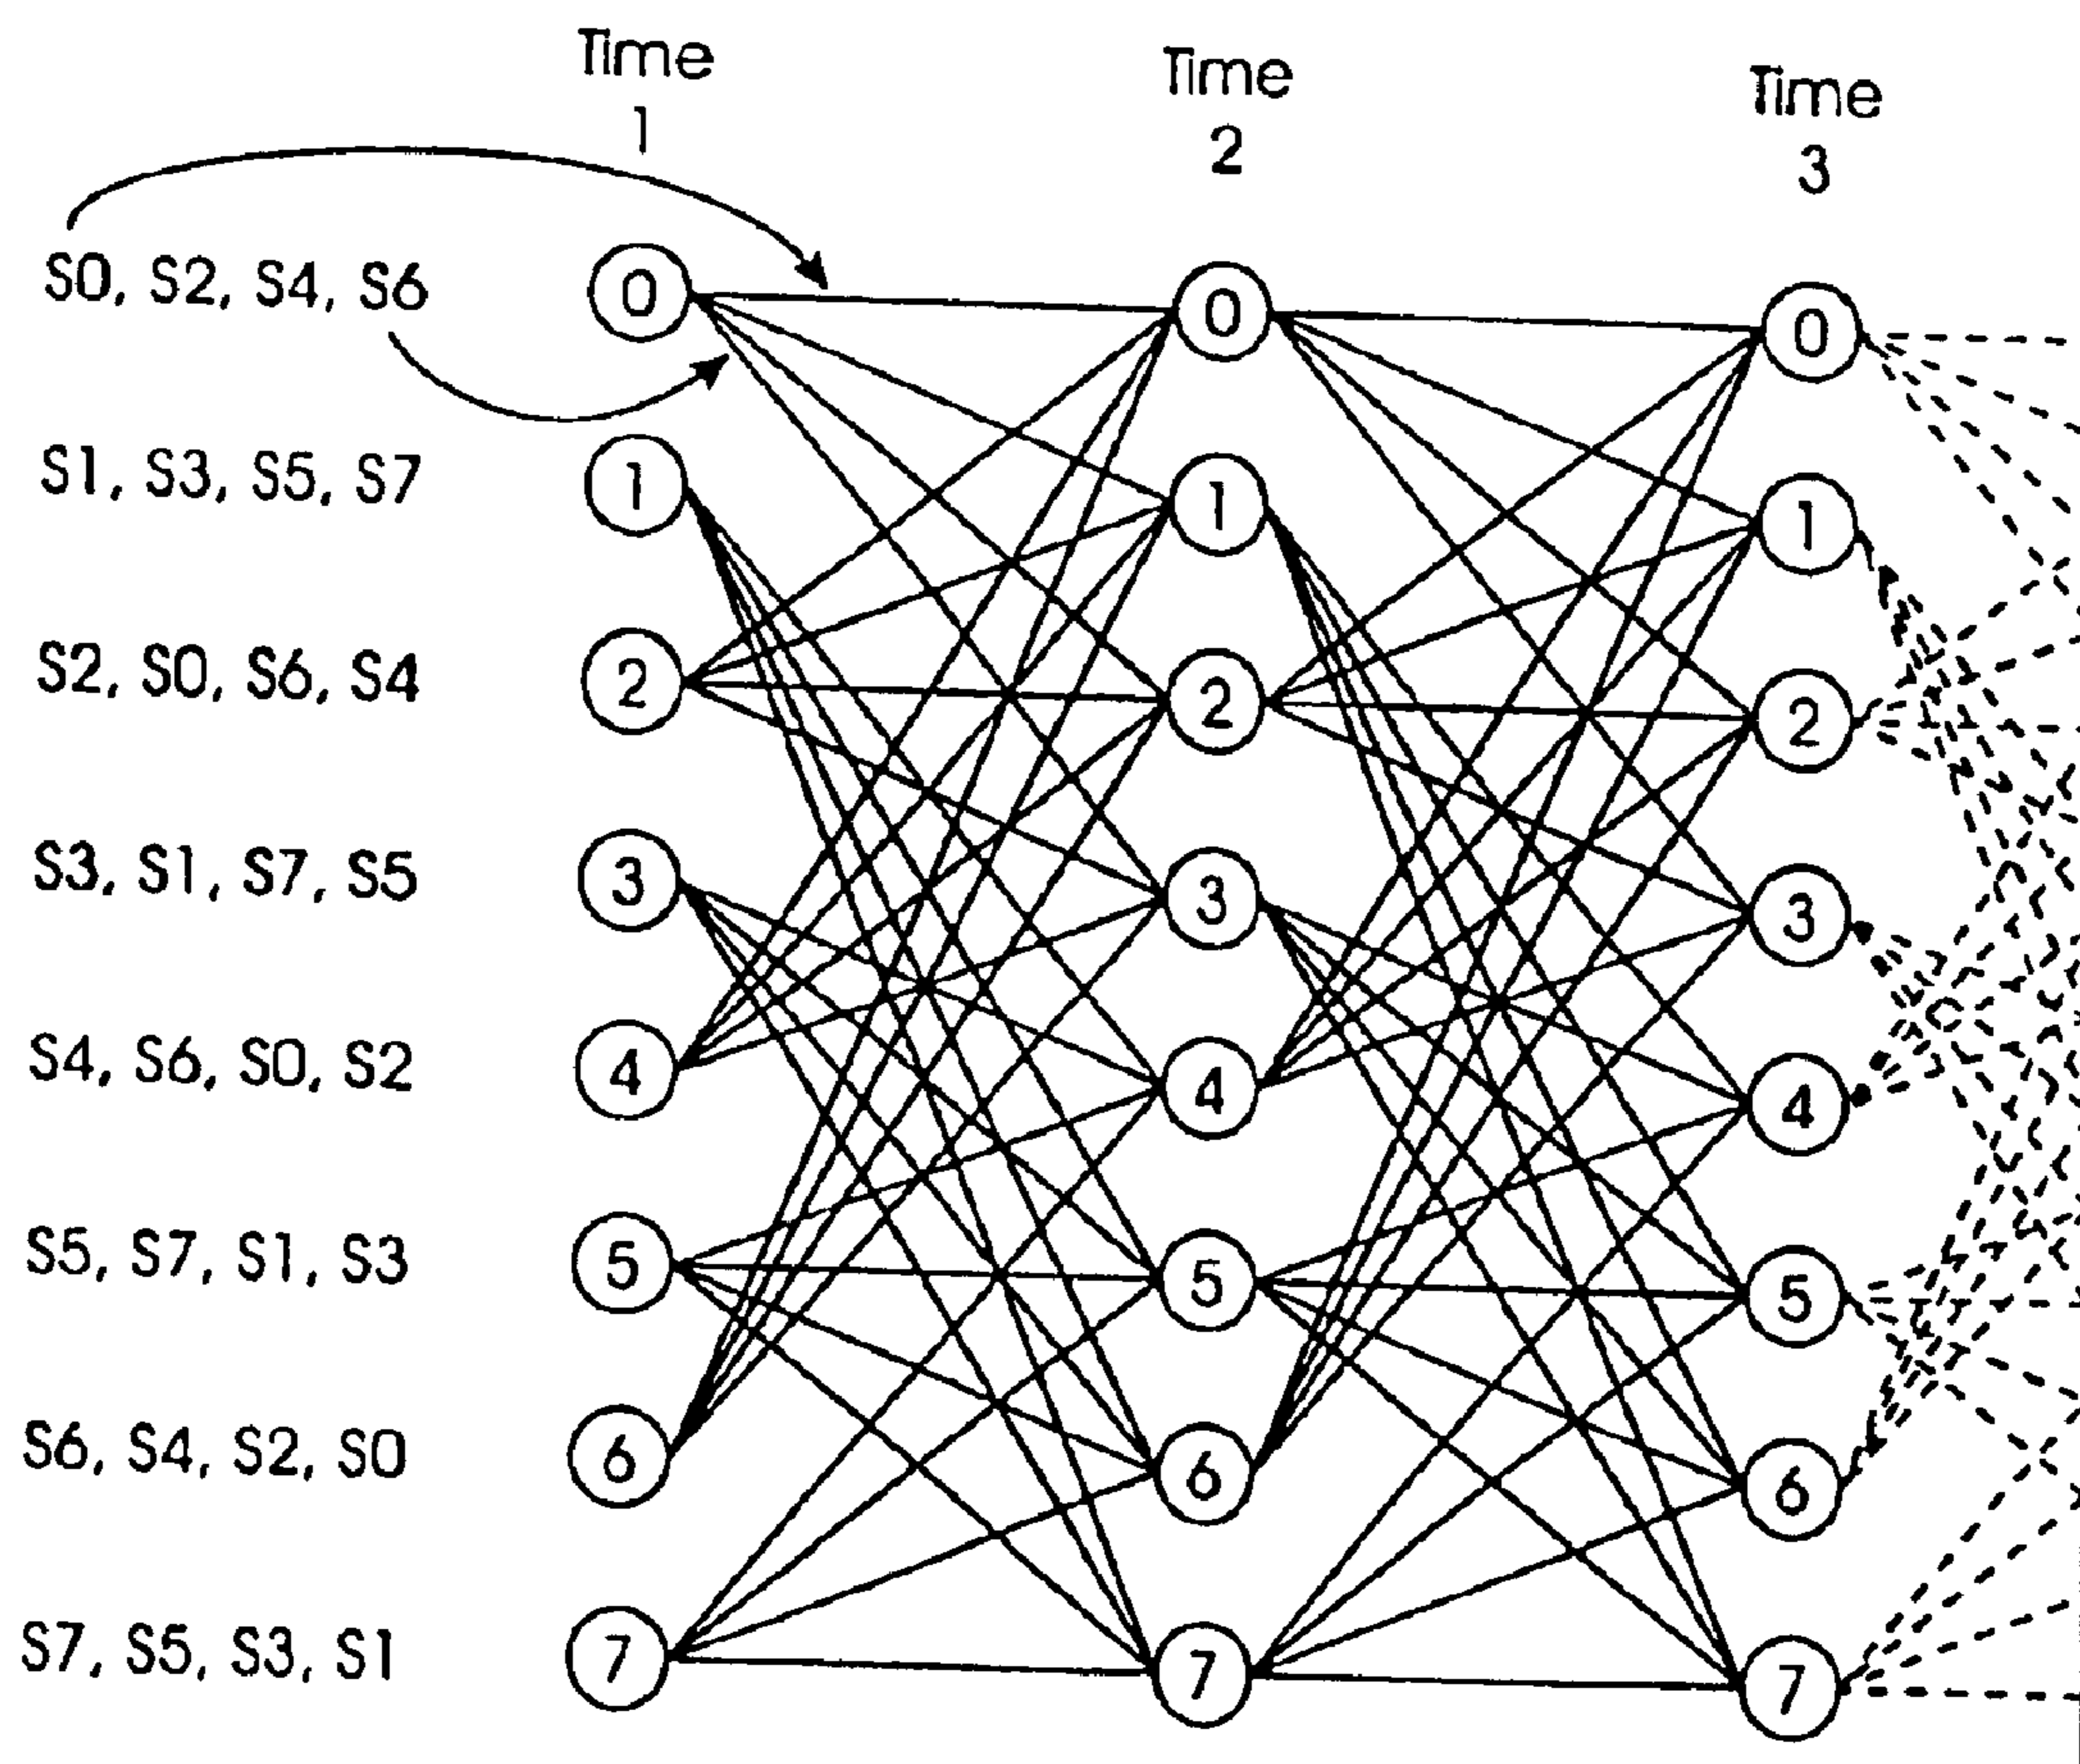 Time Time Time
1 2 3
S0, S2, S4, S6 0 0 0
S1, S3, S5, S7 1 1 1
S2, S0, S6, S4 2 2 2
S3, S1, S7, S5 3 3 3
S4, S6, S0, S2 4 4 4
S5, S7, S1, S3 5 5 5
S6, S4, S2, S0 6 6 6
S7, S5, S3, S1 7 7 7